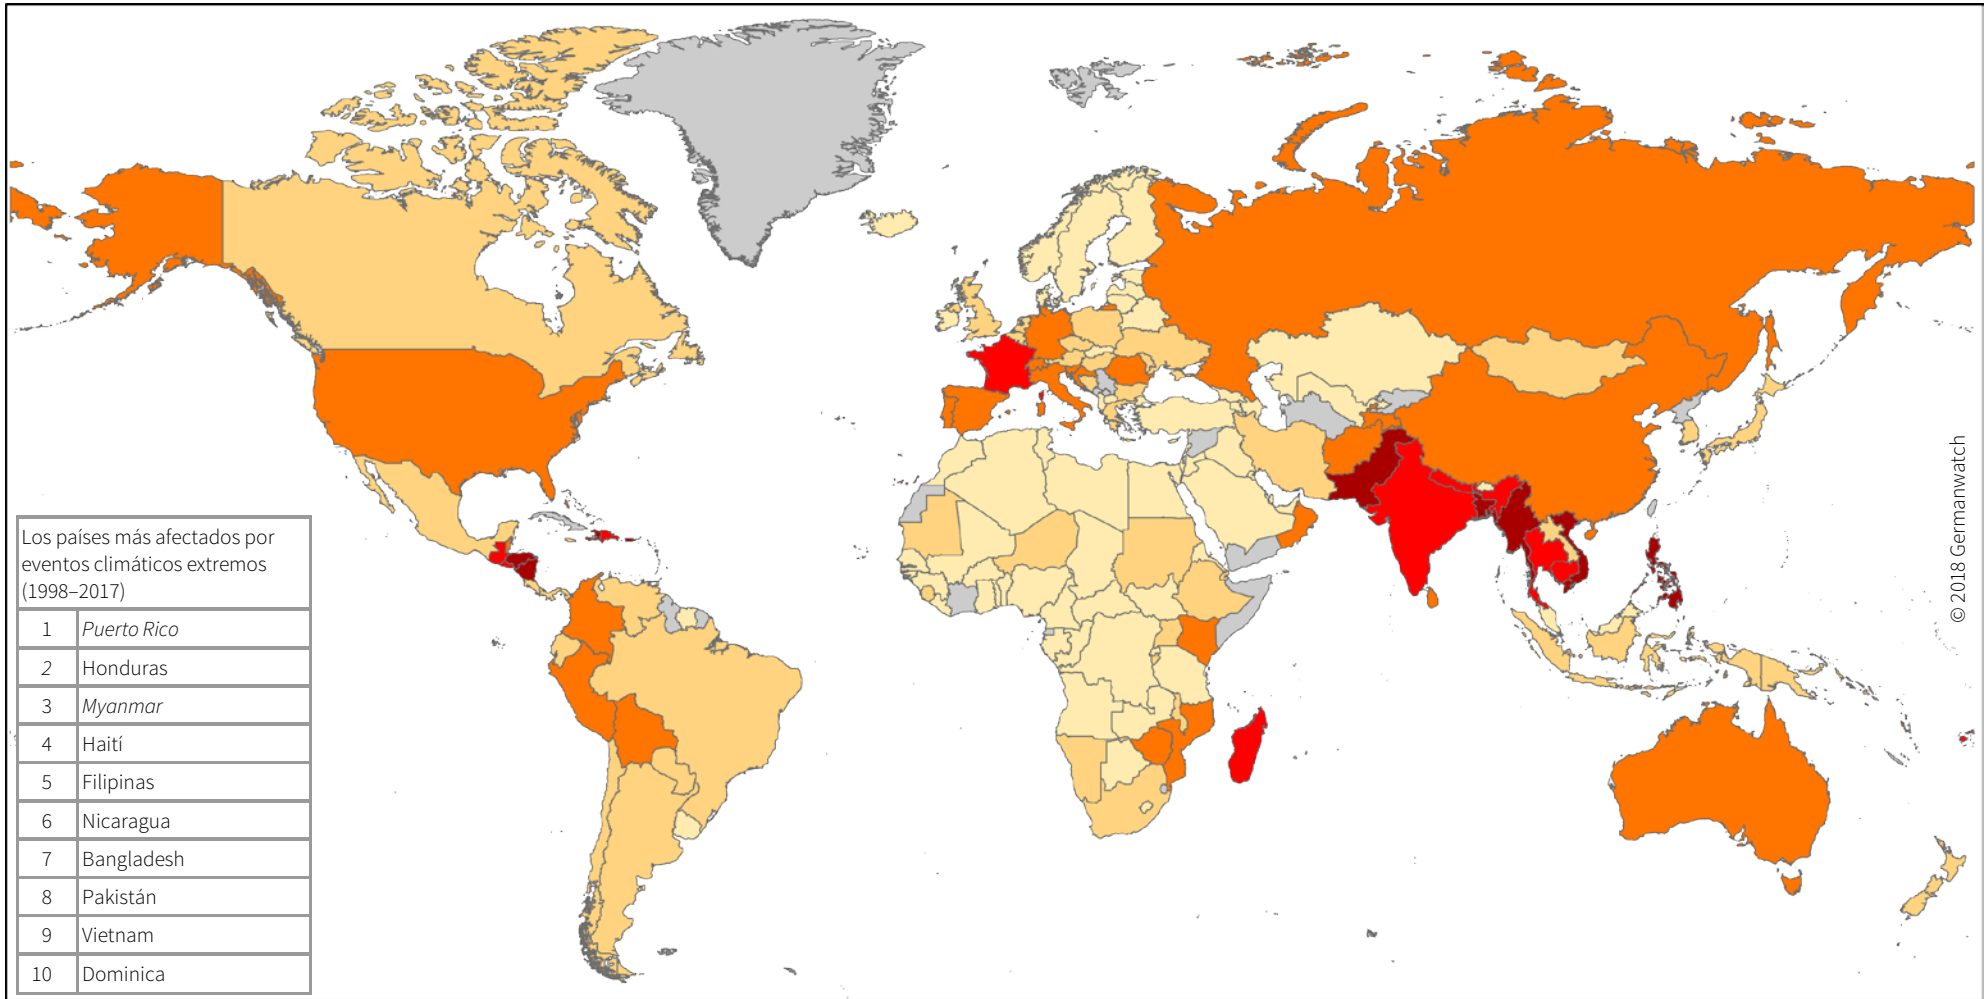 Los países más afectados por
eventos climáticos extremos
(1998–2017)
1 Puerto Rico
2 Honduras
3 Myanmar
4 Haití
5 Filipinas
6 Nicaragua
7 Bangladesh
8 Pakistán
9 Vietnam
10 Dominica
© 2018 Germanwatch